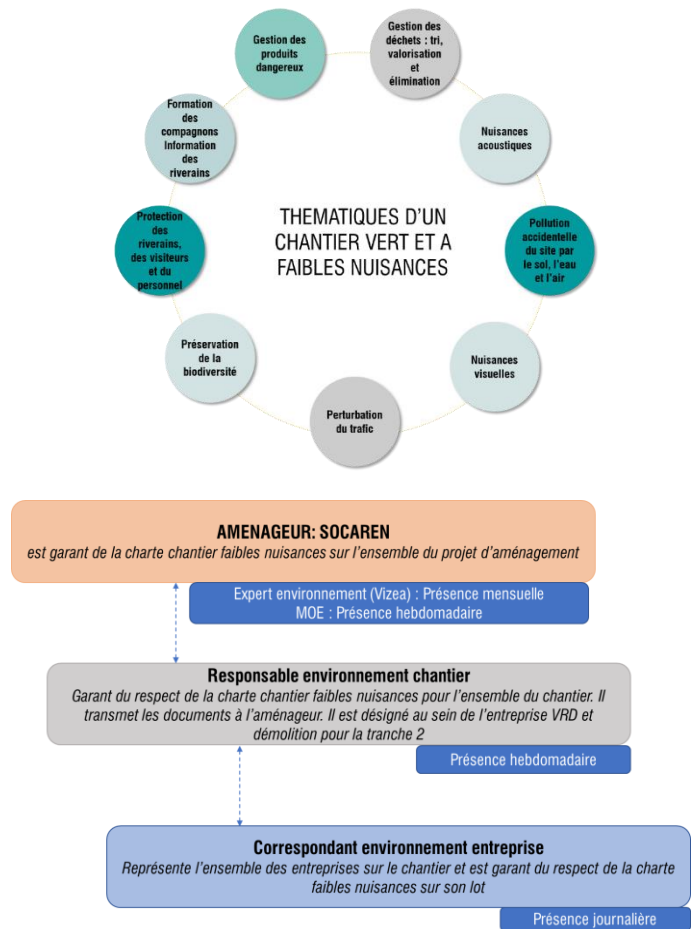 Gestion des
produits
dangereux
Gestion des
déchets : tri,
valorisation
et
élimination
Formation
des
compagnons
Information
des
riverains
Nuisances
acoustiques
THEMATIQUES D'UN
CHANTIER VERT ET A
FAIBLES NUISANCES
Protection
des
riverains,
des visiteurs
et du
personnel
Pollution
accidentelle
du site par
le sol, l'eau
et l'air
Préservation
de la
biodiversité
Nuisances
visuelles
Perturbation
du trafic
AMENAGEUR: SOCAREN
est garant de la charte chantier faibles nuisances sur l'ensemble du projet d'aménagement
Expert environnement (Vizea) : Présence mensuelle
MOE : Présence hebdomadaire
Responsable environnement chantier
Garant du respect de la charte chantier faibles nuisances pour l'ensemble du chantier. Il
transmet les documents à l'aménageur. Il est désigné au sein de l'entreprise VRD et
démolition pour la tranche 2
Présence hebdomadaire
Correspondant environnement entreprise
Représente l'ensemble des entreprises sur le chantier et est garant du respect de la charte
faibles nuisances sur son lot
Présence journalière